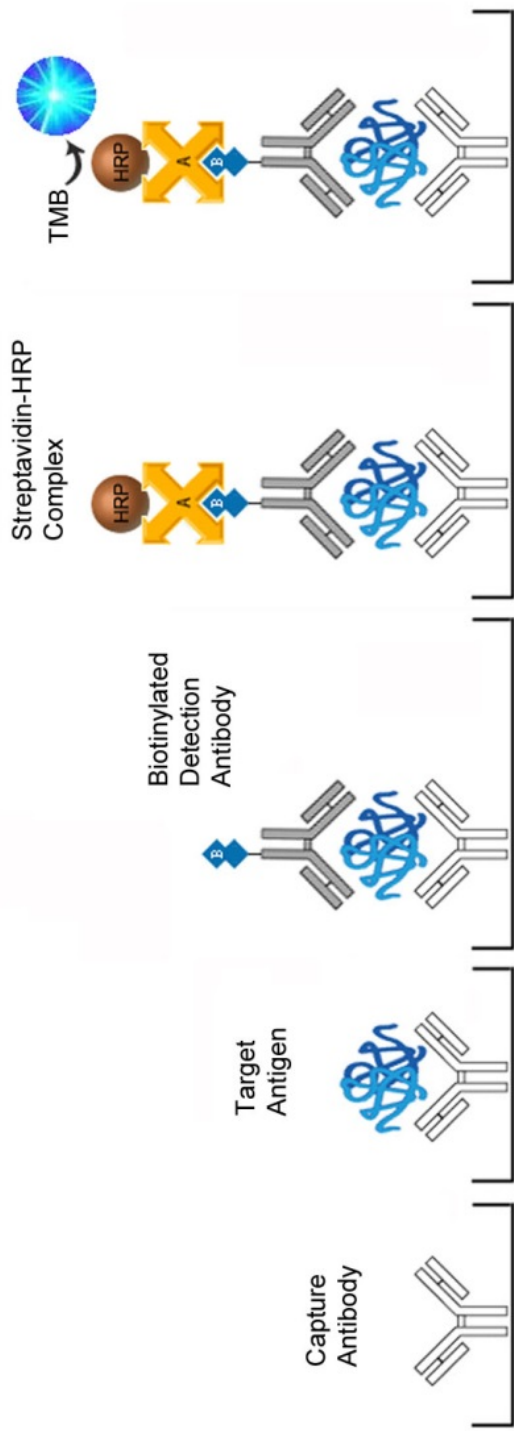 Capture
Antibody
Target
Antigen
Biotinylated
Detection
Antibody
B
Streptavidin-HRP
Complex
HRP
A
B
TMB
HRP
A
B